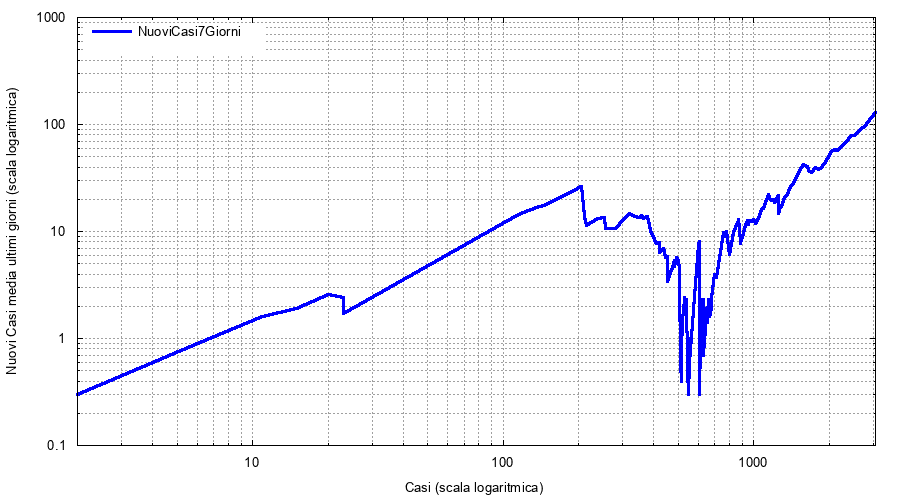 1000
NuoviCasi7Giorni
100
10
1
0.1
Nuovi Casi media ultimi giorni (scala logaritmica)
10
100
1000
Casi (scala logaritmica)